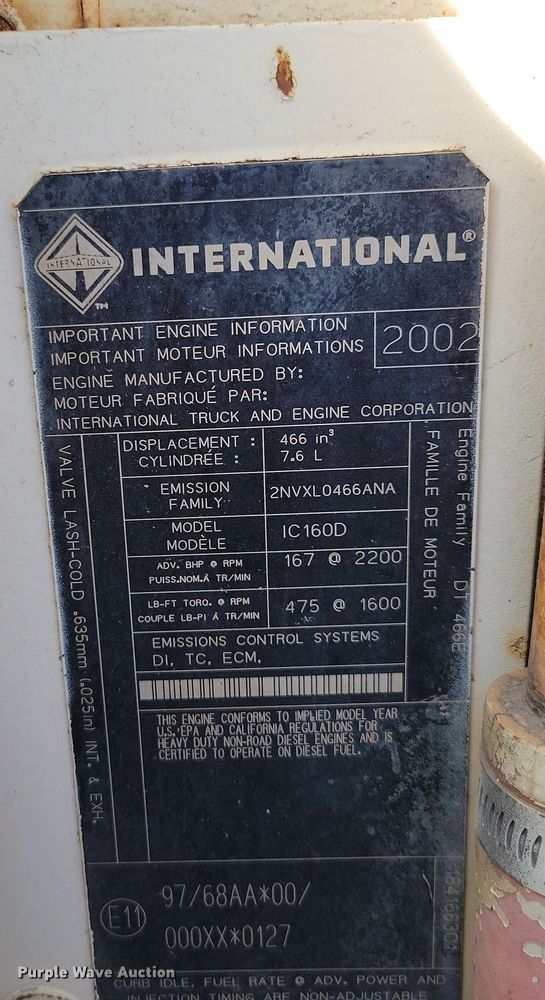 INTERNATIONAL
TM
INTERNATIONAL®
IMPORTANT ENGINE INFORMATION
IMPORTANT MOTEUR INFORMATIONS
2002
ENGINE MANUFACTURED BY:
MOTEUR FABRIQUÉ PAR:
INTERNATIONAL TRUCK AND ENGINE CORPORATION
VALVE LASH-COLD .635mm (.025in) INT. & EXH.
DISPLACEMENT : 466 in³
CYLINDRÉE : 7.6 L
EMISSION FAMILY 2NVXL0466ANA
MODEL
MODÈLE IC160D
ADV. BHP @ RPM 167 @ 2200
PUISS.NOM.À TR/MIN
LB-FT TORQ. @ RPM 475 @ 1600
COUPLE LB-PI À TR/MIN
EMISSIONS CONTROL SYSTEMS
DI, TC, ECM,
Engine Family DT 466E
FAMILLE DE MOTEUR
THIS ENGINE CONFORMS TO IMPLIED MODEL YEAR
U.S. EPA AND CALIFORNIA REGULATIONS FOR
HEAVY DUTY NON-ROAD DIESEL ENGINES AND IS
CERTIFIED TO OPERATE ON DIESEL FUEL.
E11
97/68AA*00/
000XX*0127
CURB IDLE, FUEL RATE @ ADV. POWER AND
INJECTION TIMING ARE NON-ADJUSTABLE
Purple Wave Auction